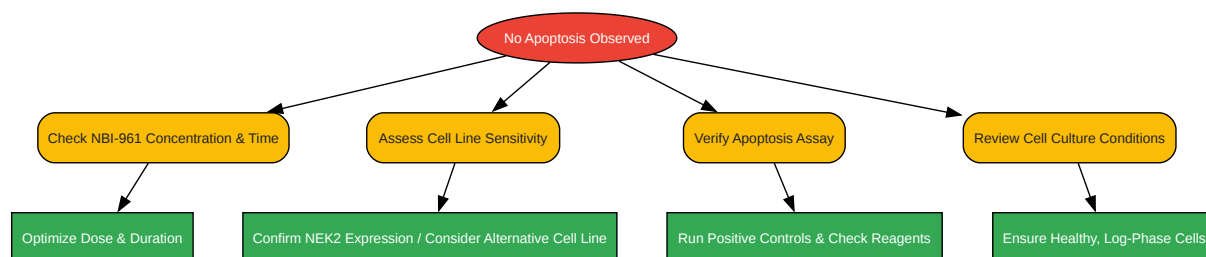 No Apoptosis Observed
Check NBI-961 Concentration & Time
Assess Cell Line Sensitivity
Verify Apoptosis Assay
Review Cell Culture Conditions
Optimize Dose & Duration
Confirm NEK2 Expression / Consider Alternative Cell Line
Run Positive Controls & Check Reagents
Ensure Healthy, Log-Phase Cells